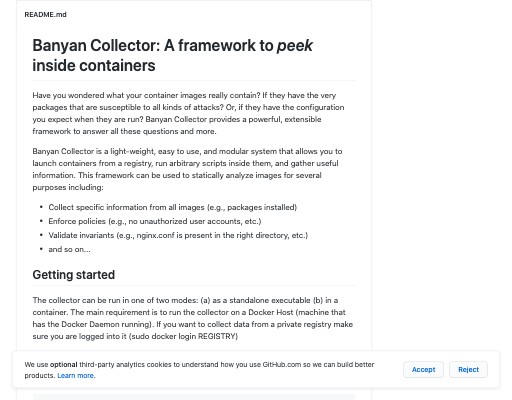 README.md
Banyan Collector: A framework to peek
inside containers
Have you wondered what your container images really contain? If they have the very
packages that are susceptible to all kinds of attacks? Or, if they have the configuration
you expect when they are run? Banyan Collector provides a powerful, extensible
framework to answer all these questions and more.
Banyan Collector is a light-weight, easy to use, and modular system that allows you to
launch containers from a registry, run arbitrary scripts inside them, and gather useful
information. This framework can be used to statically analyze images for several
purposes including:
• Collect specific information from all images (e.g., packages installed)
• Enforce policies (e.g., no unauthorized user accounts, etc.)
• Validate invariants (e.g., nginx.conf is present in the right directory, etc.)
• and so on...
Getting started
The collector can be run in one of two modes: (a) as a standalone executable (b) in a
container. The main requirement is to run the collector on a Docker Host (machine that
has the Docker Daemon running). If you want to collect data from a private registry make
sure you are logged into it (sudo docker login REGISTRY)
We use optional third-party analytics cookies to understand how you use GitHub.com so we can build better
products. Learn more.
Accept
Reject